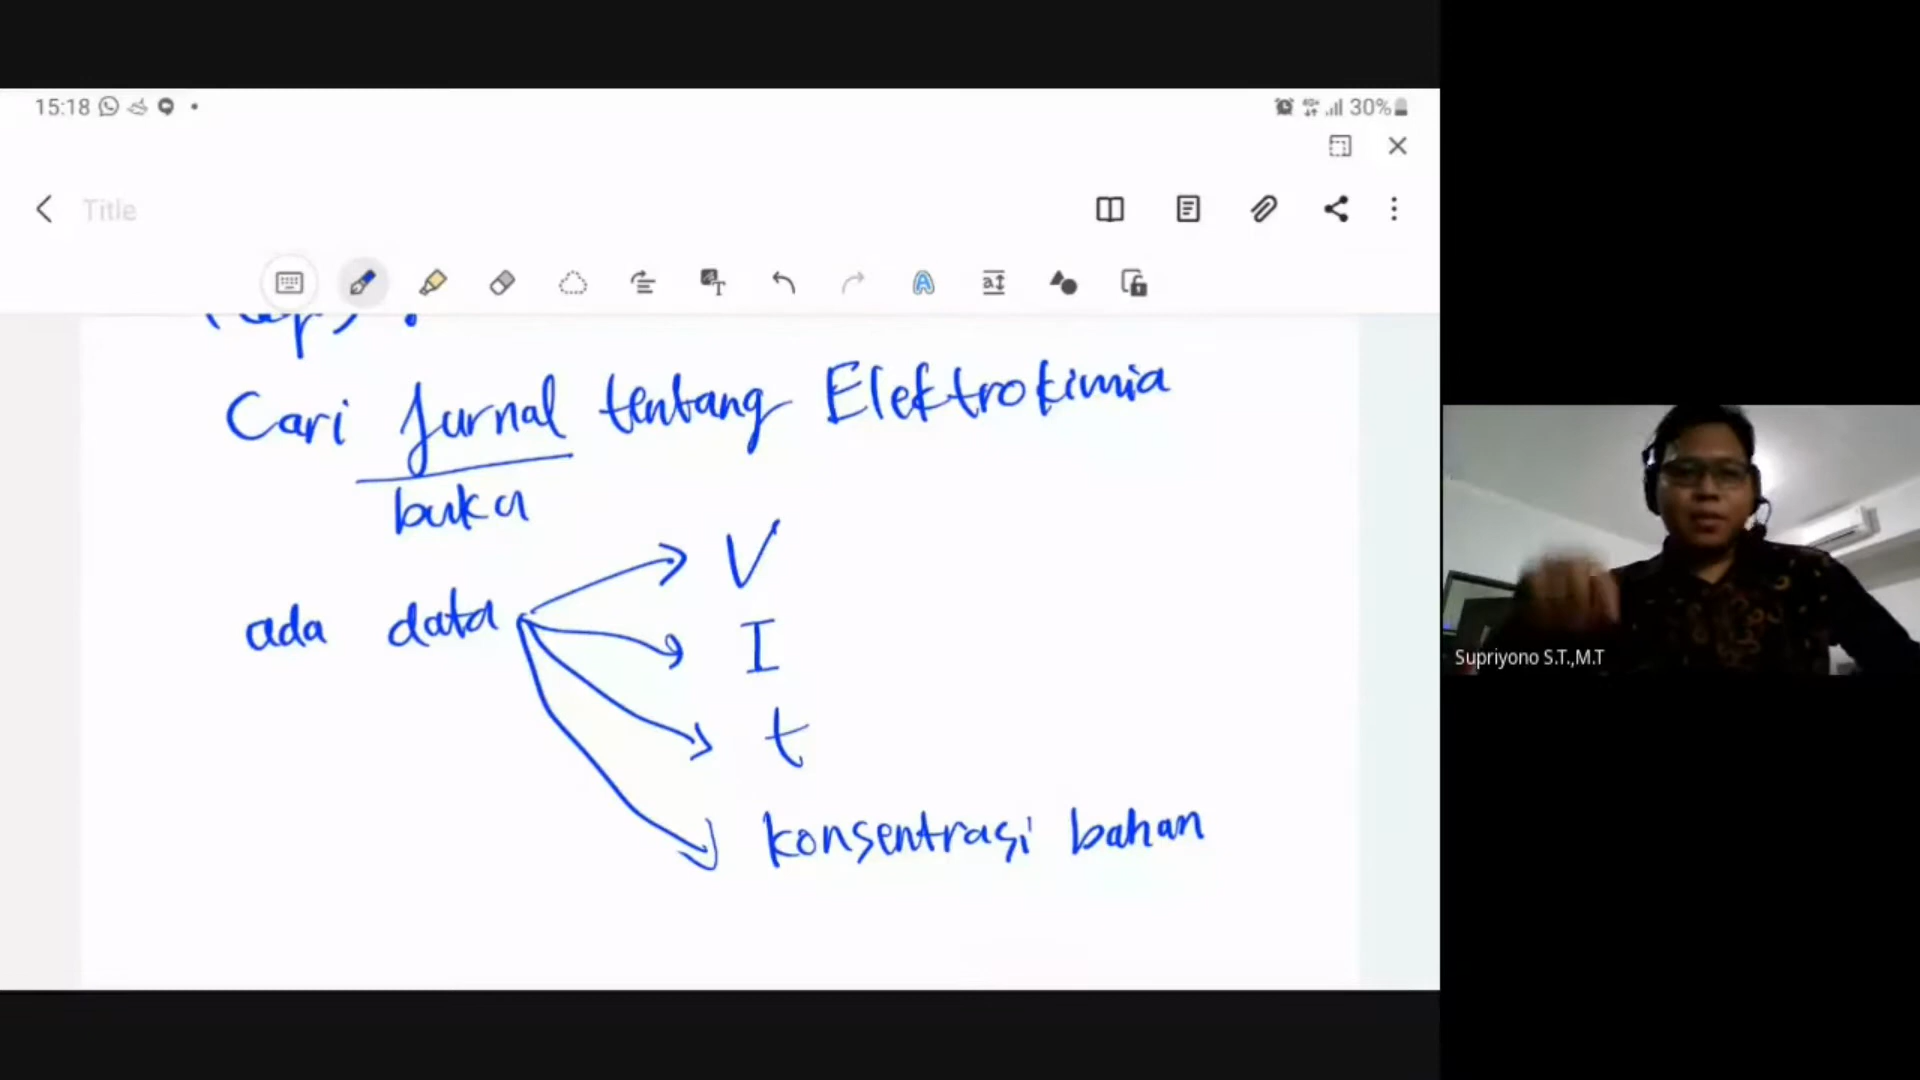 15:18
30%
Title
Cari Jurnal tentang Elektrokimia
buku
ada data
V
I
t
konsentrasi bahan
Supriyono S.T.,M.T